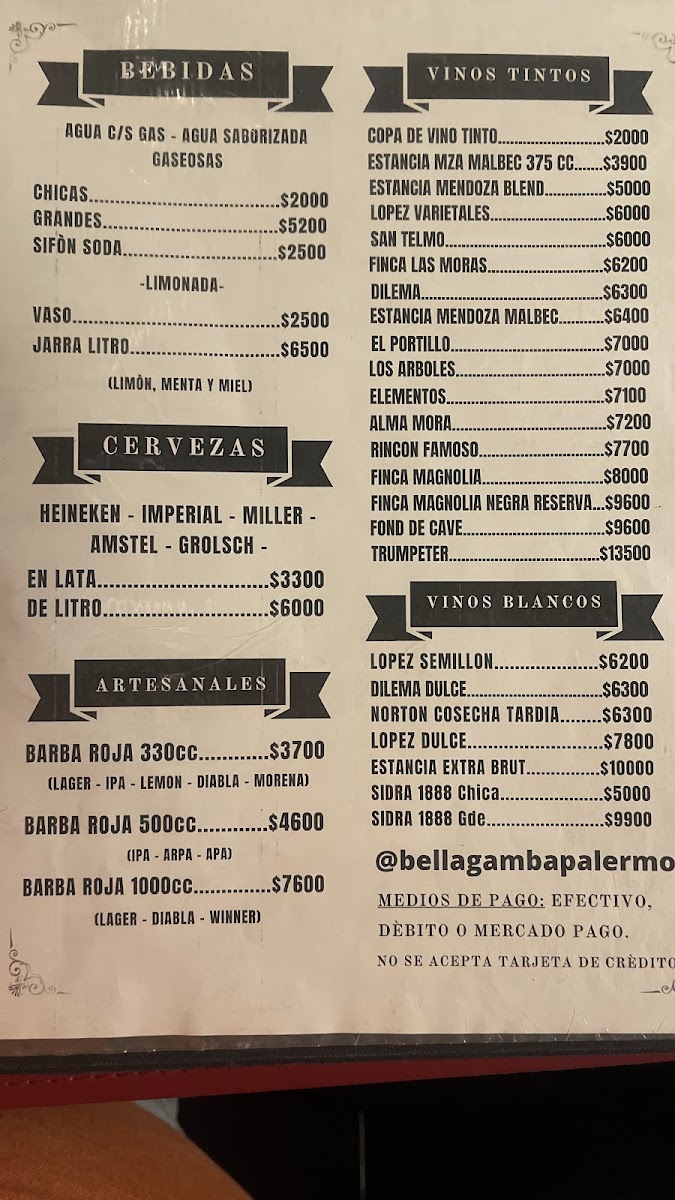 BEBIDAS
AGUA C/S GAS - AGUA SABORIZADA
GASEOSAS
CHICAS...............................$2000
GRANDES............................$5200
SIFÒN SODA.........................$2500
-LIMONADA-
VASO..................................$2500
JARRA LITRO........................$6500
(LIMÒN, MENTA Y MIEL)
CERVEZAS
HEINEKEN - IMPERIAL - MILLER -
AMSTEL - GROLSCH -
EN LATA.........................$3300
DE LITRO........................$6000
ARTESANALES
BARBA ROJA 330cc............$3700
(LAGER - IPA - LEMON - DIABLA - MORENA)
BARBA ROJA 500cc............$4600
(IPA - ARPA - APA)
BARBA ROJA 1000cc.............$7600
(LAGER - DIABLA - WINNER)
VINOS TINTOS
COPA DE VINO TINTO..........................$2000
ESTANCIA MZA MALBEC 375 CC.......$3900
ESTANCIA MENDOZA BLEND...............$5000
LOPEZ VARIETALES............................$6000
SAN TELMO.......................................$6000
FINCA LAS MORAS............................$6200
DILEMA.............................................$6300
ESTANCIA MENDOZA MALBEC...........$6400
EL PORTILLO.....................................$7000
LOS ARBOLES....................................$7000
ELEMENTOS......................................$7100
ALMA MORA.....................................$7200
RINCON FAMOSO..............................$7700
FINCA MAGNOLIA.............................$8000
FINCA MAGNOLIA NEGRA RESERVA...$9600
FOND DE CAVE..................................$9600
TRUMPETER....................................$13500
VINOS BLANCOS
LOPEZ SEMILLON....................$6200
DILEMA DULCE.................................$6300
NORTON COSECHA TARDIA........$6300
LOPEZ DULCE..........................$7800
ESTANCIA EXTRA BRUT..............$10000
SIDRA 1888 Chica.......................$5000
SIDRA 1888 Gde........................$9900
@bellagambapalermo
MEDIOS DE PAGO: EFECTIVO,
DÈBITO O MERCADO PAGO.
NO SE ACEPTA TARJETA DE CRÈDITO